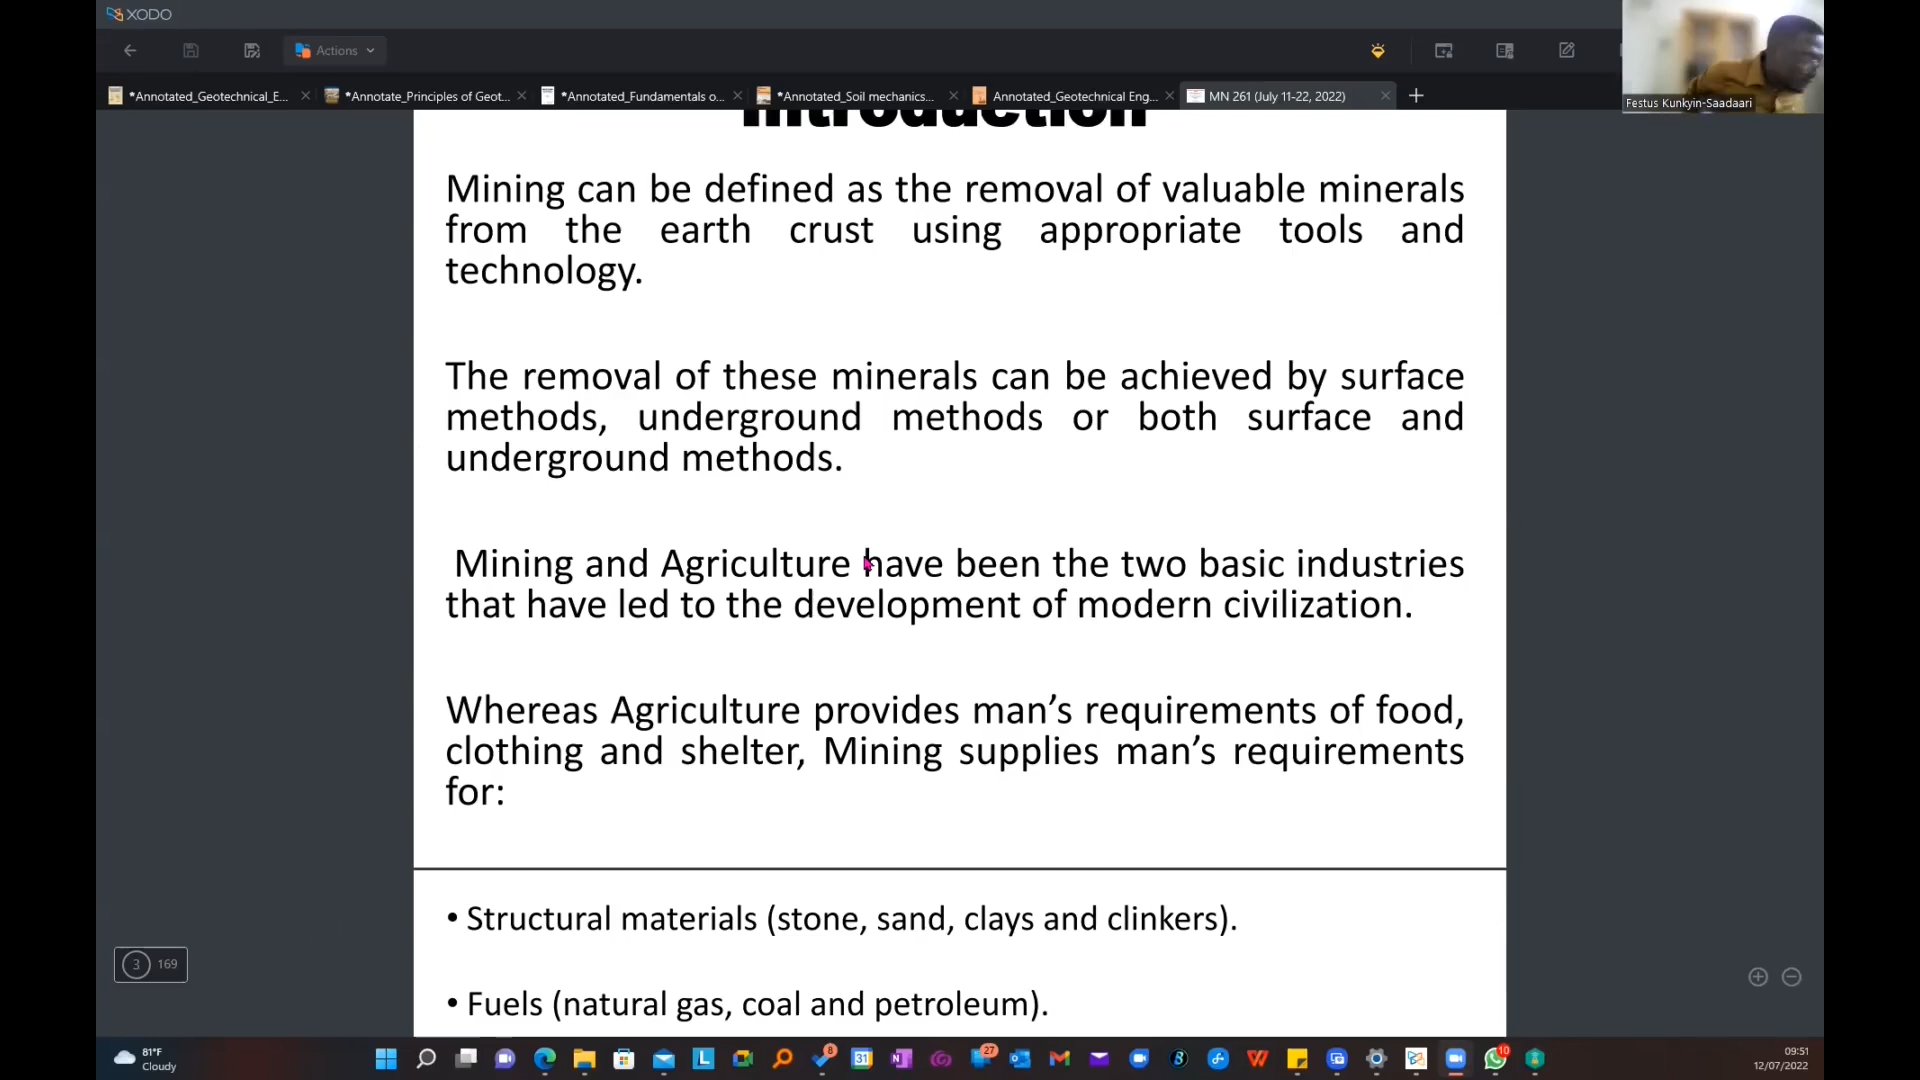 XODO
Actions
*Annotated_Geotechnical_E...
*Annotate_Principles of Geot...
*Annotated_Fundamentals o...
*Annotated_Soil mechanics...
Annotated_Geotechnical Eng...
MN 261 (July 11-22, 2022)
Festus Kunkyin-Saadaari
Introduction
Mining can be defined as the removal of valuable minerals
from the earth crust using appropriate tools and
technology.
The removal of these minerals can be achieved by surface
methods, underground methods or both surface and
underground methods.
Mining and Agriculture have been the two basic industries
that have led to the development of modern civilization.
Whereas Agriculture provides man’s requirements of food,
clothing and shelter, Mining supplies man’s requirements
for:
• Structural materials (stone, sand, clays and clinkers).
• Fuels (natural gas, coal and petroleum).
3 169
81°F
Cloudy
8
31
27
10
09:51
12/07/2022